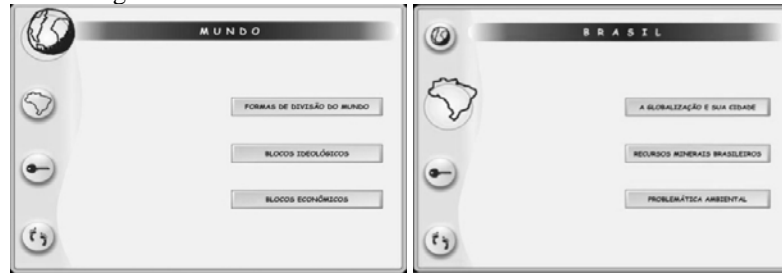 MUNDO
FORMAS DE DIVISÃO DO MUNDO
BLOCOS IDEOLÓGICOS
BLOCOS ECONÔMICOS
BRASIL
A GLOBALIZAÇÃO E SUA CIDADE
RECURSOS MINERAIS BRASILEIROS
PROBLEMÁTICA AMBIENTAL